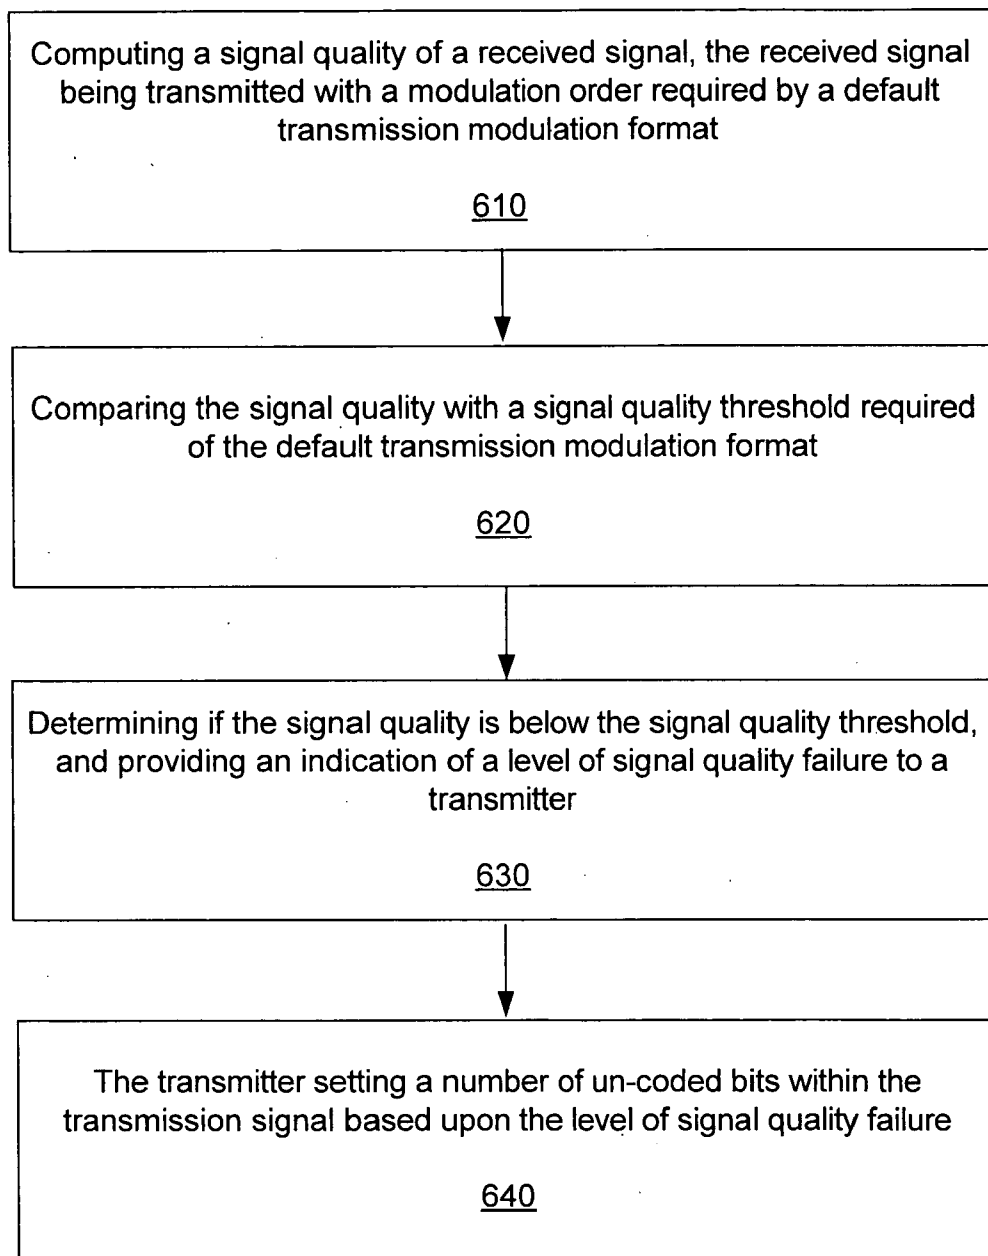 Computing a signal quality of a received signal, the received signal
being transmitted with a modulation order required by a default
transmission modulation format
610
Comparing the signal quality with a signal quality threshold required
of the default transmission modulation format
620
Determining if the signal quality is below the signal quality threshold,
and providing an indication of a level of signal quality failure to a
transmitter
630
The transmitter setting a number of un-coded bits within the
transmission signal based upon the level of signal quality failure
640